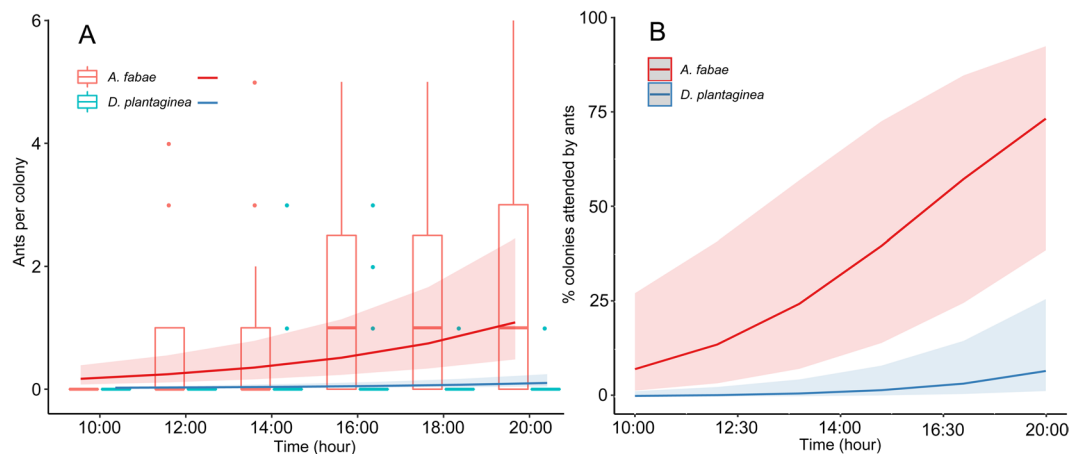 A
A. fabae
D. plantaginea
Ants per colony
6
4
2
0
10:00 12:00 14:00 16:00 18:00 20:00
Time (hour)
B
A. fabae
D. plantaginea
% colonies attended by ants
100
75
50
25
0
10:00 12:30 14:00 16:30 20:00
Time (hour)